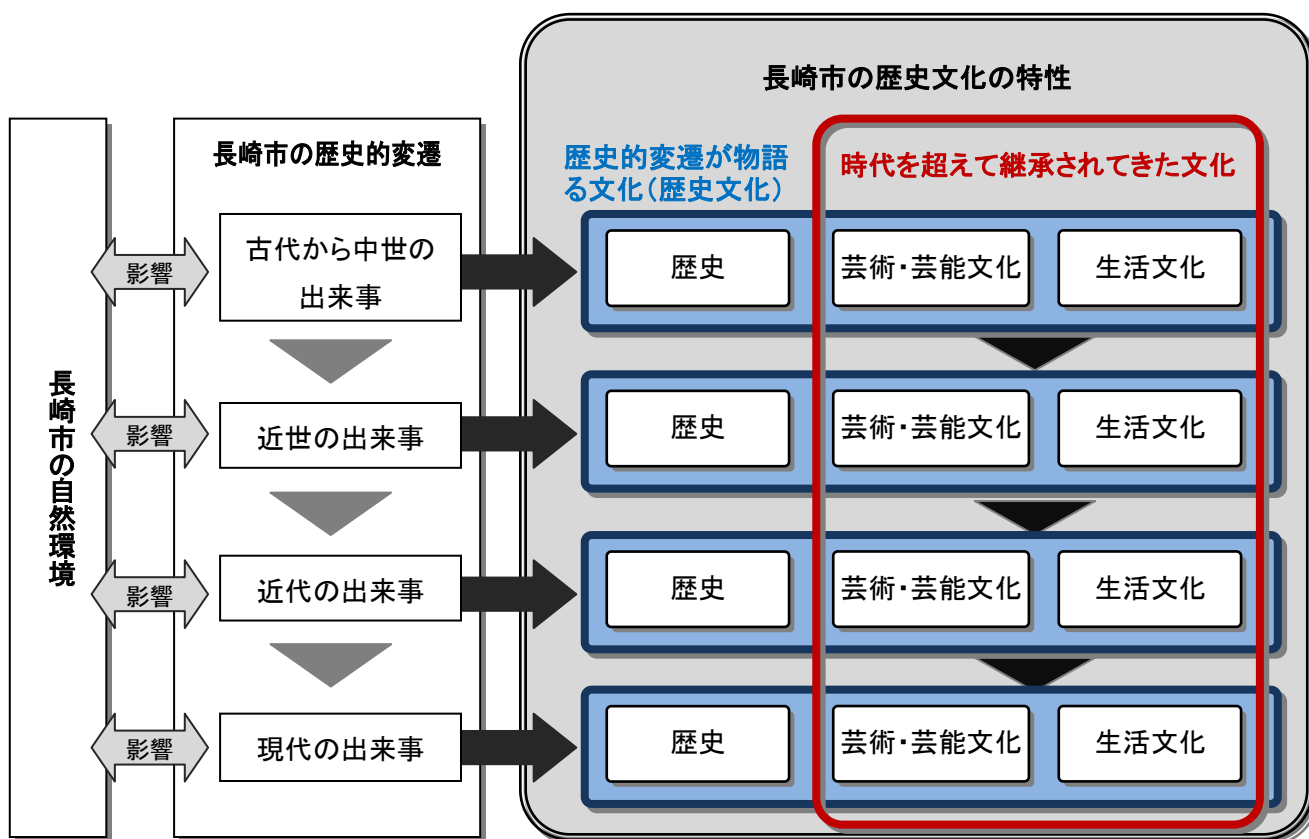 長崎市の歴史文化の特性
長崎市の歴史的変遷
歴史的変遷が物語
る文化(歴史文化)
時代を超えて継承されてきた文化
長崎市の自然環境
影響
古代から中世の
出来事
歴史
芸術・芸能文化
生活文化
影響
近世の出来事
歴史
芸術・芸能文化
生活文化
影響
近代の出来事
歴史
芸術・芸能文化
生活文化
影響
現代の出来事
歴史
芸術・芸能文化
生活文化